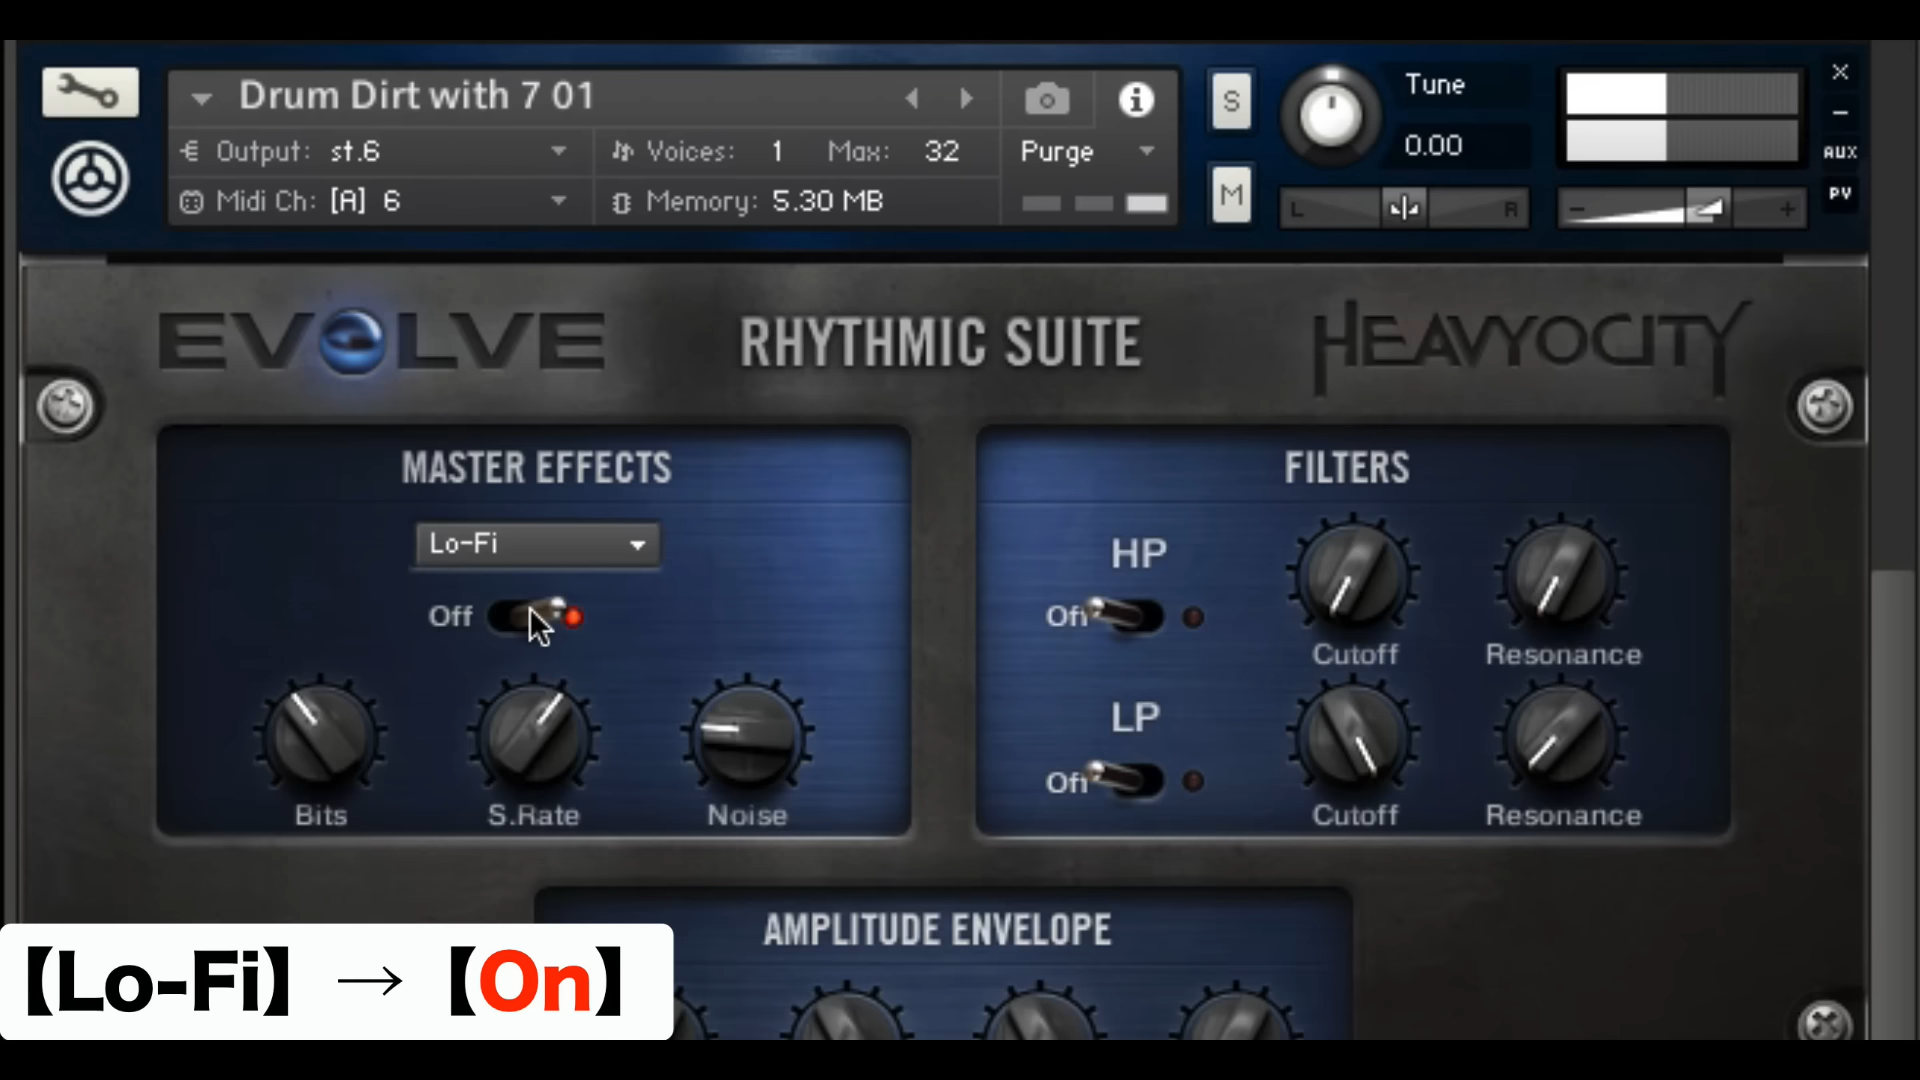 Drum Dirt with 7 01
S
Tune
0.00
×
–
AUX
PV
Output: st.6
Voices: 1 Max: 32
Purge
Midi Ch: [A] 6
Memory: 5.30 MB
M
L
R
–
+
EVOLVE
RHYTHMIC SUITE
HEAVYOCITY
MASTER EFFECTS
Lo-Fi
Off
Bits
S.Rate
Noise
FILTERS
HP
Off
Cutoff
Resonance
LP
Off
Cutoff
Resonance
AMPLITUDE ENVELOPE
【Lo-Fi】 → 【On】